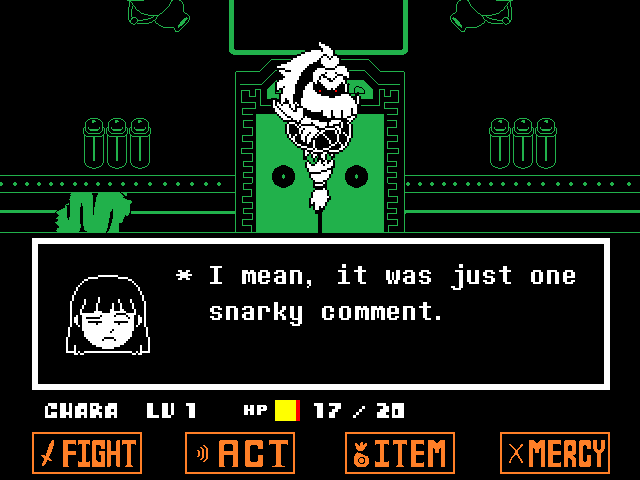 * I mean, it was just one
snarky comment.
CHARA LV 1 HP 17 / 20
FIGHT ACT ITEM MERCY